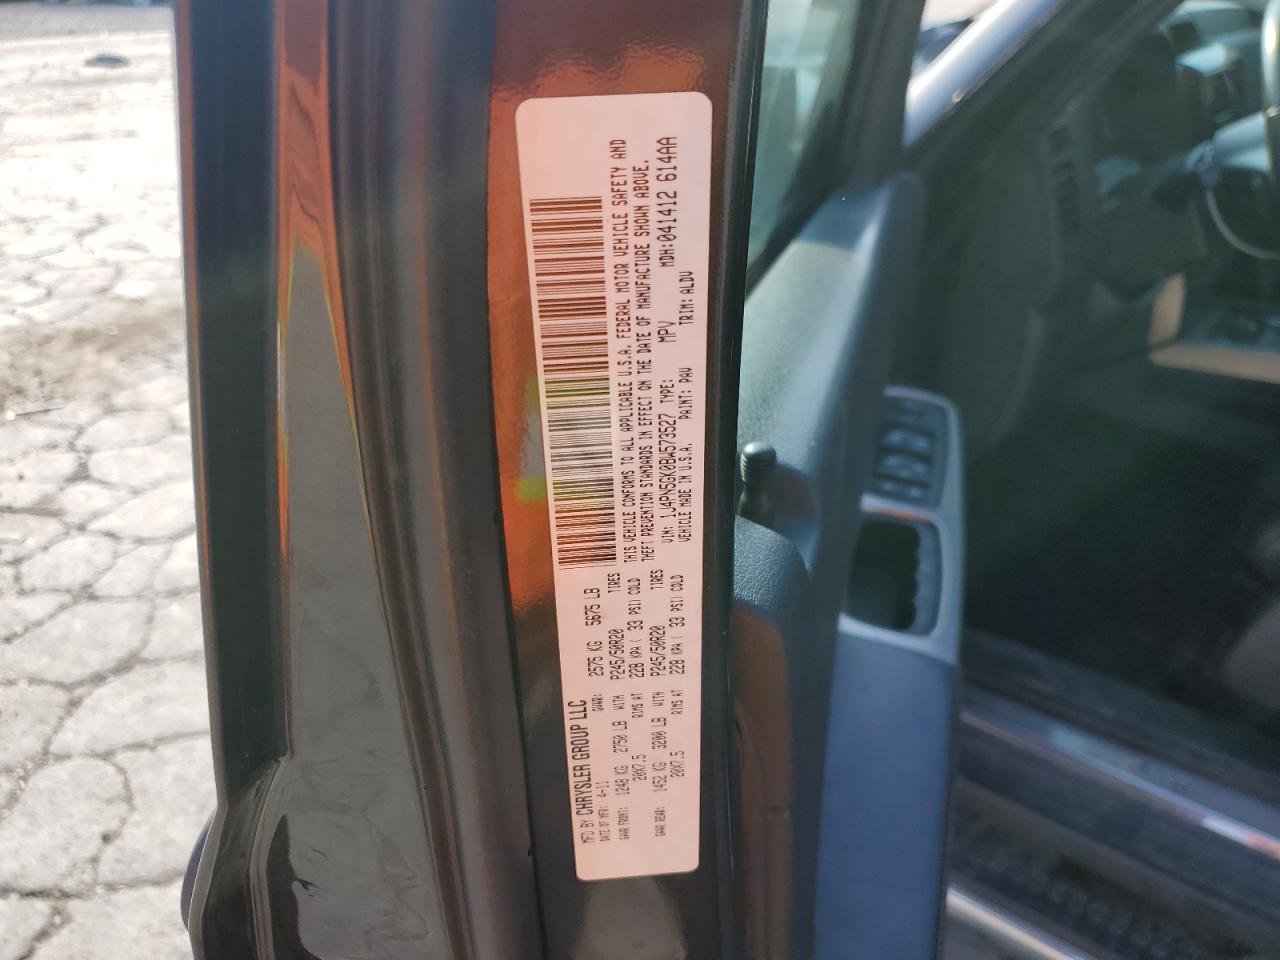 MFD BY CHRYSLER GROUP LLC
DATE OF MFR: 4-11 GVWR: 2575 KG 5675 LB
GAWR FRONT: 1248 KG 2750 LB WITH P245/50R20 TIRES
20X7.5 RIMS AT 228 KPA ( 33 PSI) COLD
GAWR REAR: 1452 KG 3200 LB WITH P245/50R20 TIRES
20X7.5 RIMS AT 228 KPA ( 33 PSI) COLD
THIS VEHICLE CONFORMS TO ALL APPLICABLE U.S.A. FEDERAL MOTOR VEHICLE SAFETY AND
THEFT PREVENTION STANDARDS IN EFFECT ON THE DATE OF MANUFACTURE SHOWN ABOVE.
VIN: 1J4PN5GK0BW573527 TYPE: MPV MDH:041412 614AA
VEHICLE MADE IN U.S.A. PAINT: PAV TRIM: ALDV